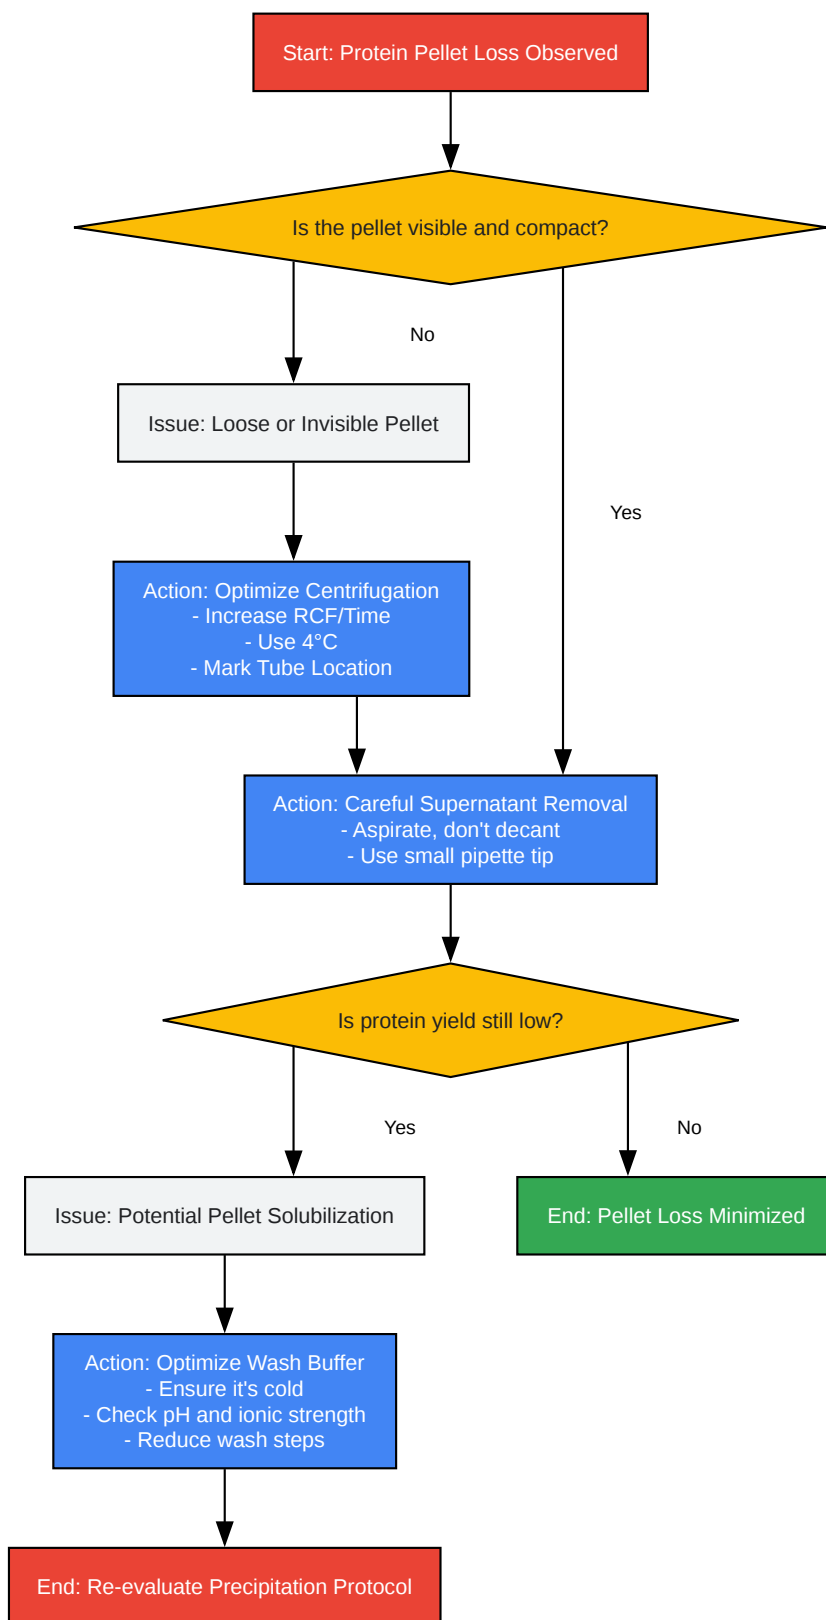 Start: Protein Pellet Loss Observed
Is the pellet visible and compact?
No
Issue: Loose or Invisible Pellet
Yes
Action: Optimize Centrifugation
- Increase RCF/Time
- Use 4°C
- Mark Tube Location
Action: Careful Supernatant Removal
- Aspirate, don't decant
- Use small pipette tip
Is protein yield still low?
Yes
No
Issue: Potential Pellet Solubilization
End: Pellet Loss Minimized
Action: Optimize Wash Buffer
- Ensure it's cold
- Check pH and ionic strength
- Reduce wash steps
End: Re-evaluate Precipitation Protocol